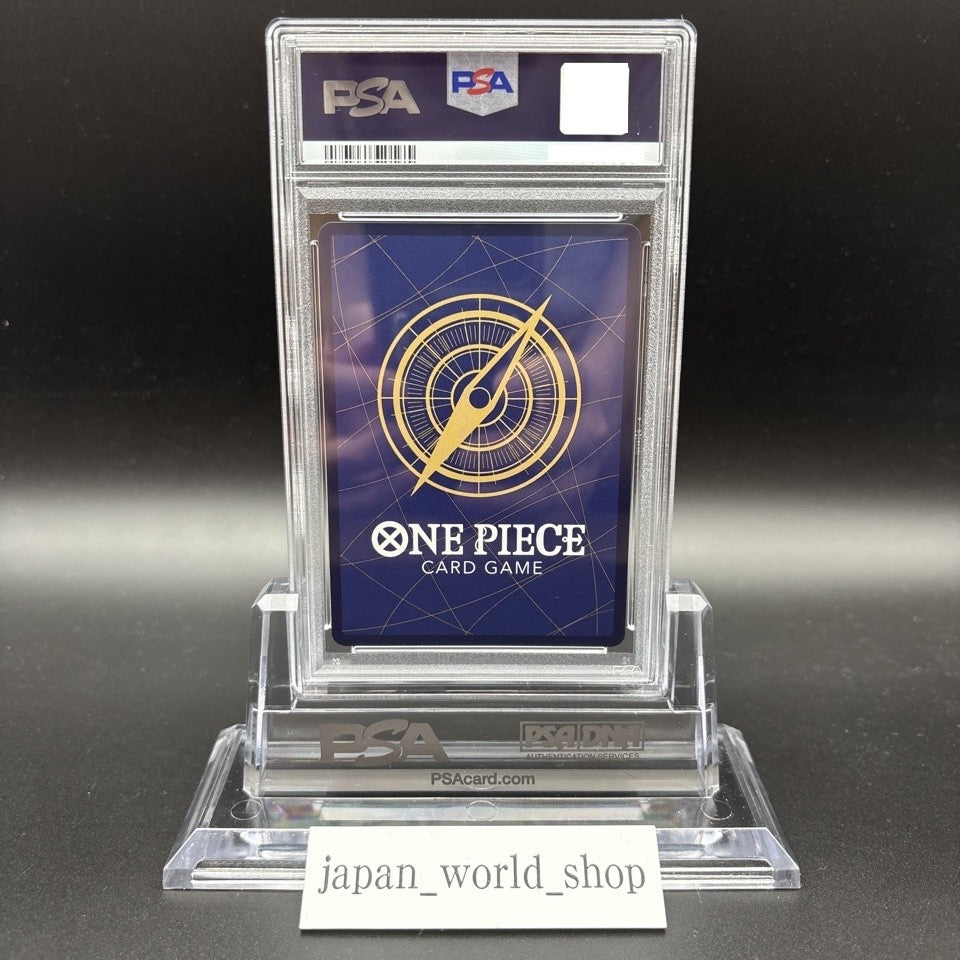 PSA
PSA
ONE PIECE
CARD GAME
PSA
PSA DNA
AUTHENTICATION SERVICES
PSAcard.com
japan_world_shop